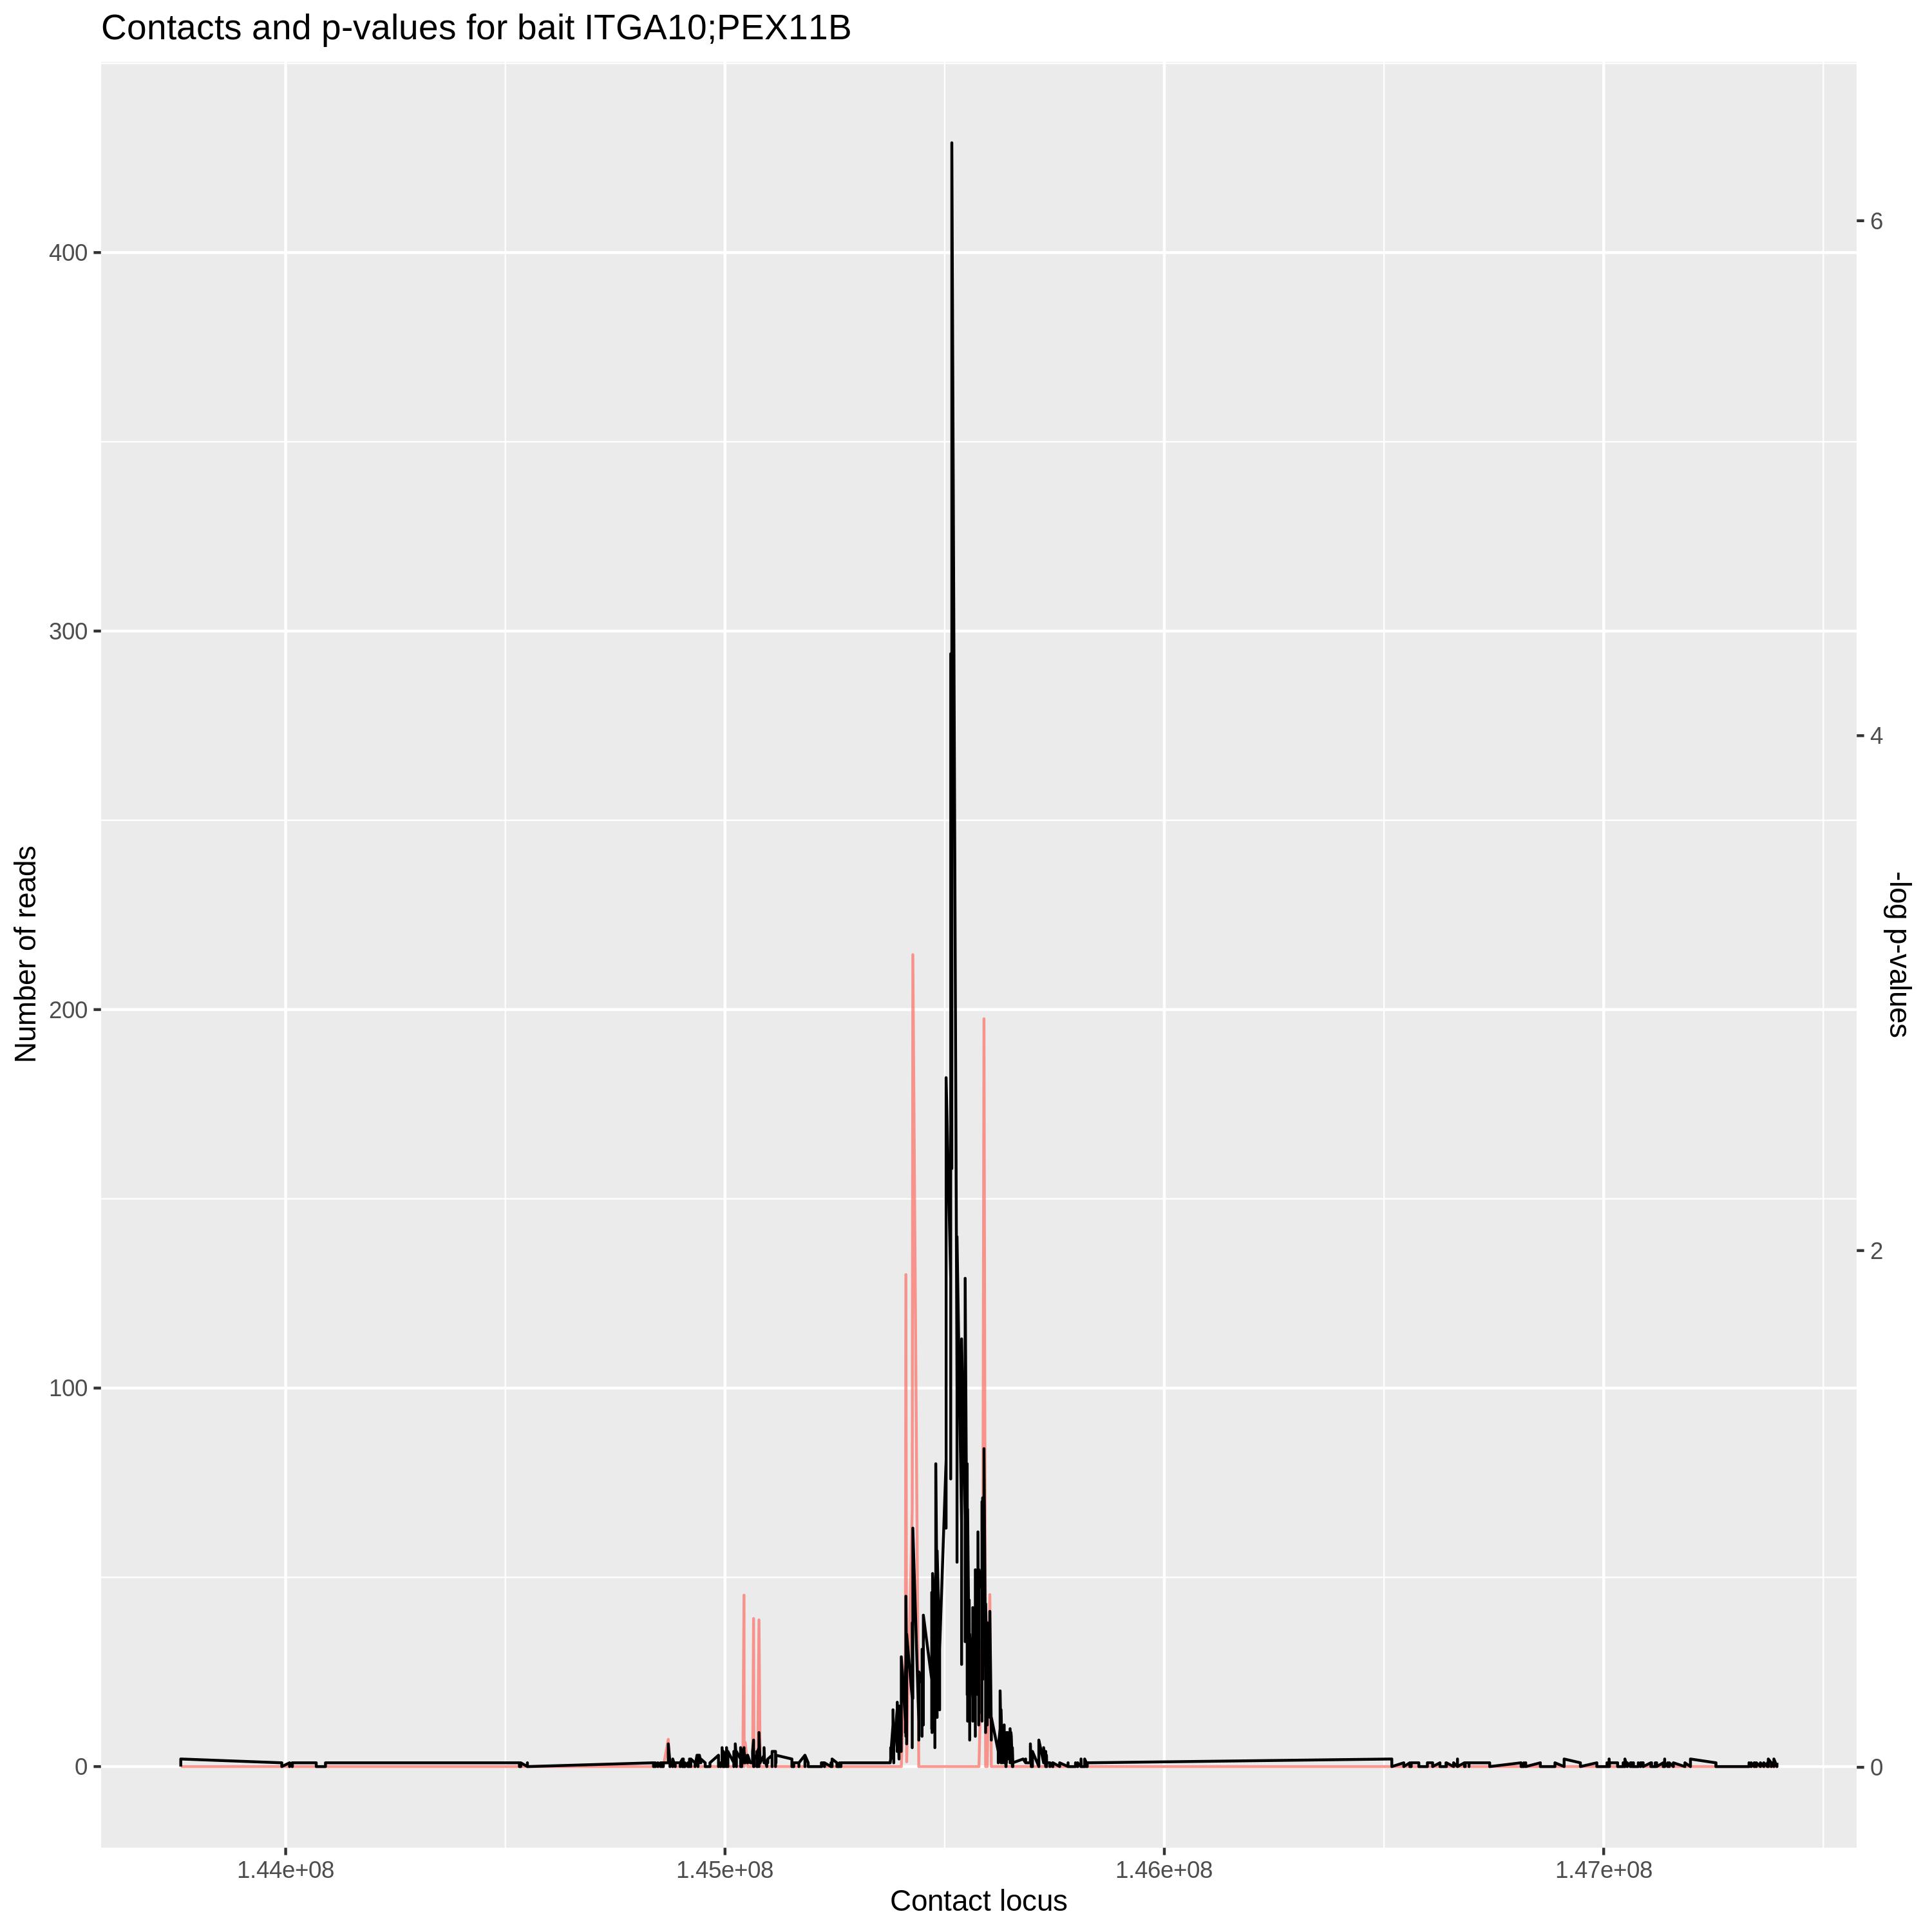 Contacts and p-values for bait ITGA10;PEX11B
Number of reads
400
300
200
100
0
6
4
2
0
-log p-values
1.44e+08
1.45e+08
1.46e+08
1.47e+08
Contact locus